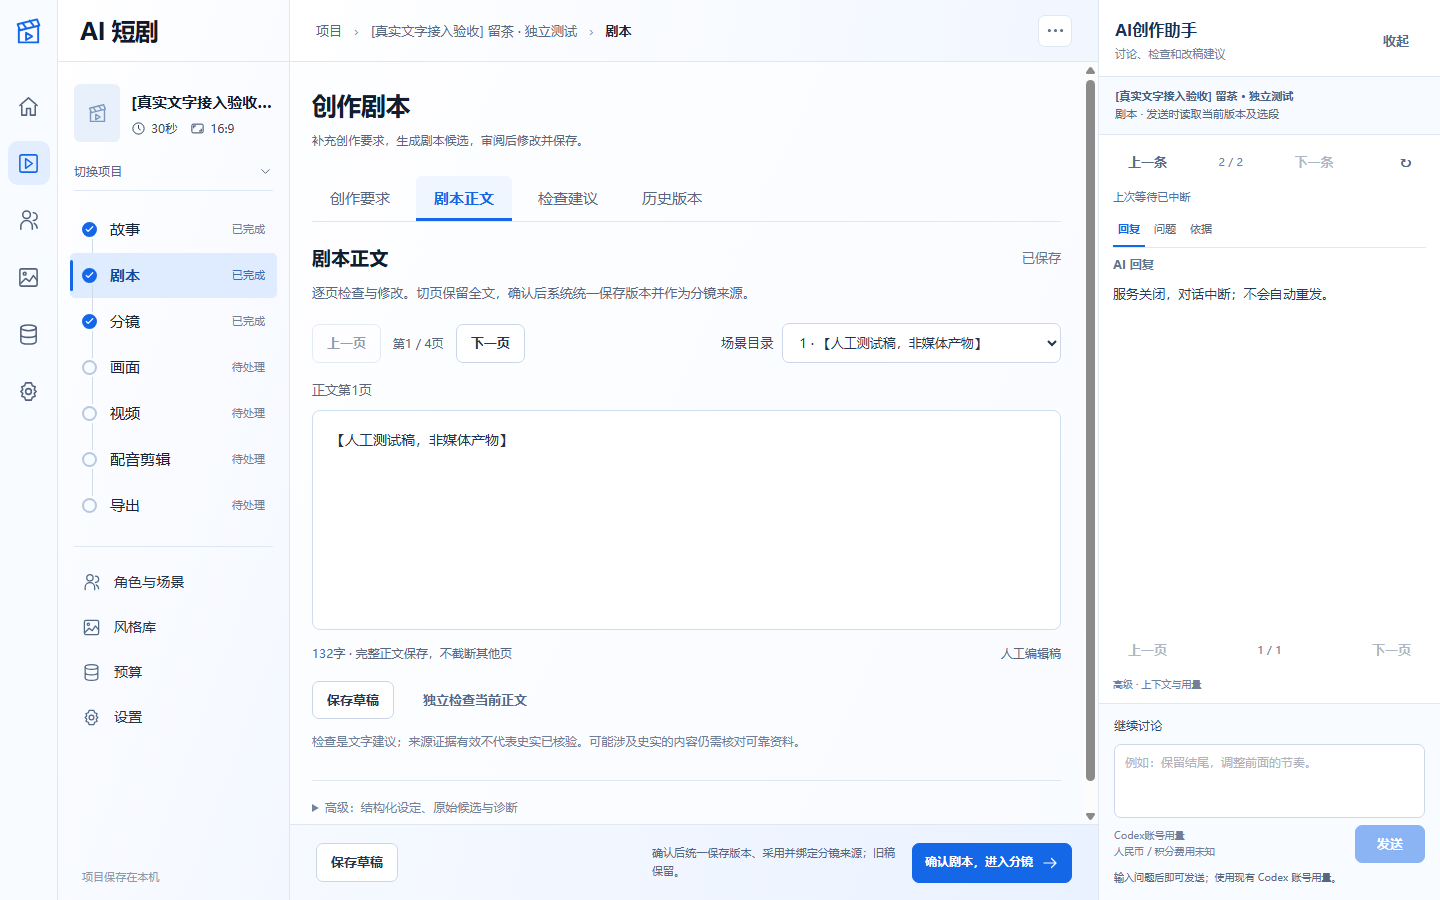 AI 短剧
[真实文字接入验收...
30秒 16:9
切换项目
故事 已完成
剧本 已完成
分镜 已完成
画面 待处理
视频 待处理
配音剪辑 待处理
导出 待处理
角色与场景
风格库
预算
设置
项目保存在本机
项目 › [真实文字接入验收] 留茶 · 独立测试 › 剧本
创作剧本
补充创作要求，生成剧本候选，审阅后修改并保存。
创作要求 剧本正文 检查建议 历史版本
剧本正文 已保存
逐页检查与修改。切页保留全文，确认后系统统一保存版本并作为分镜来源。
上一页 第1 / 4页 下一页 场景目录 1 · 【人工测试稿，非媒体产物】
正文第1页
【人工测试稿，非媒体产物】
132字 · 完整正文保存，不截断其他页 人工编辑稿
保存草稿 独立检查当前正文
检查是文字建议；来源证据有效不代表史实已核验。可能涉及史实的内容仍需核对可靠资料。
高级：结构化设定、原始候选与诊断
保存草稿
确认后统一保存版本、采用并绑定分镜来源；旧稿
保留。
确认剧本，进入分镜 →
AI创作助手 收起
讨论、检查和改稿建议
[真实文字接入验收] 留茶 • 独立测试
剧本 · 发送时读取当前版本及选段
上一条 2 / 2 下一条 ↻
上次等待已中断
回复 问题 依据
AI 回复
服务关闭，对话中断；不会自动重发。
上一页 1 / 1 下一页
高级 · 上下文与用量
继续讨论
例如：保留结尾，调整前面的节奏。
Codex账号用量
人民币 / 积分费用未知
发送
输入问题后即可发送；使用现有 Codex 账号用量。